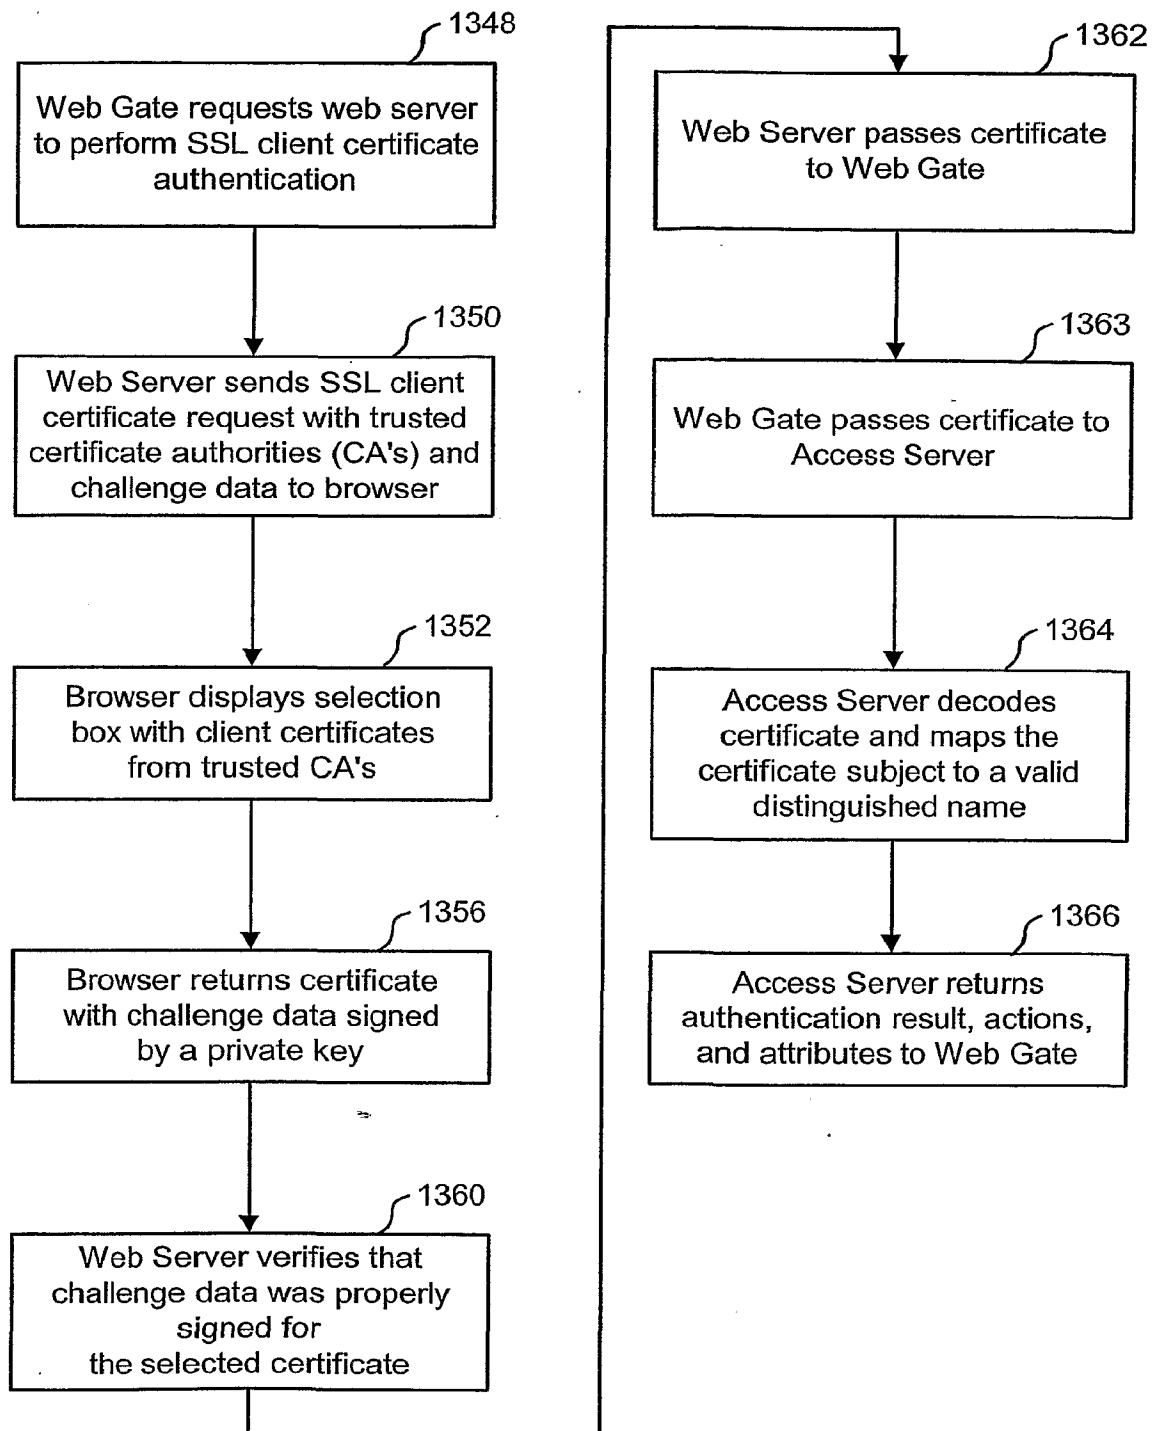 1348
Web Gate requests web server
to perform SSL client certificate
authentication
1350
Web Server sends SSL client
certificate request with trusted
certificate authorities (CA's) and
challenge data to browser
1352
Browser displays selection
box with client certificates
from trusted CA's
1356
Browser returns certificate
with challenge data signed
by a private key
1360
Web Server verifies that
challenge data was properly
signed for
the selected certificate
1362
Web Server passes certificate
to Web Gate
1363
Web Gate passes certificate to
Access Server
1364
Access Server decodes
certificate and maps the
certificate subject to a valid
distinguished name
1366
Access Server returns
authentication result, actions,
and attributes to Web Gate